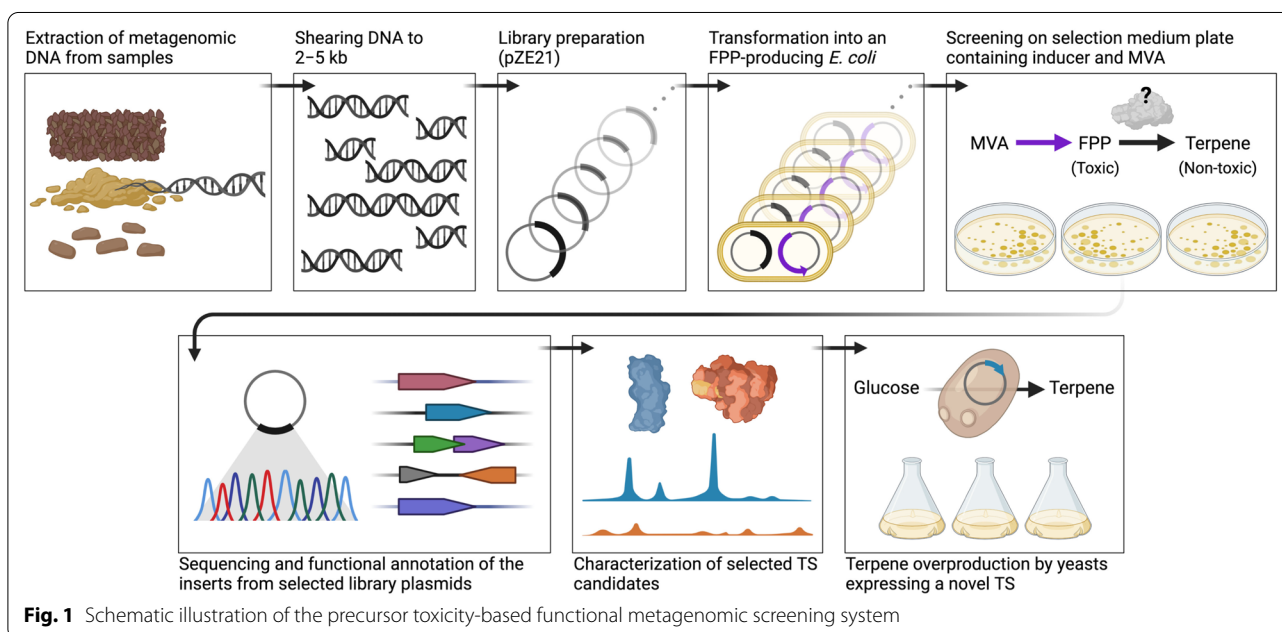 Extraction of metagenomic
DNA from samples
Shearing DNA to
2–5 kb
Library preparation
(pZE21)
Transformation into an
FPP-producing E. coli
Screening on selection medium plate
containing inducer and MVA
?
MVA FPP Terpene
(Toxic) (Non-toxic)
Glucose Terpene
Sequencing and functional annotation of the
inserts from selected library plasmids
Characterization of selected TS
candidates
Terpene overproduction by yeasts
expressing a novel TS
Fig. 1 Schematic illustration of the precursor toxicity-based functional metagenomic screening system